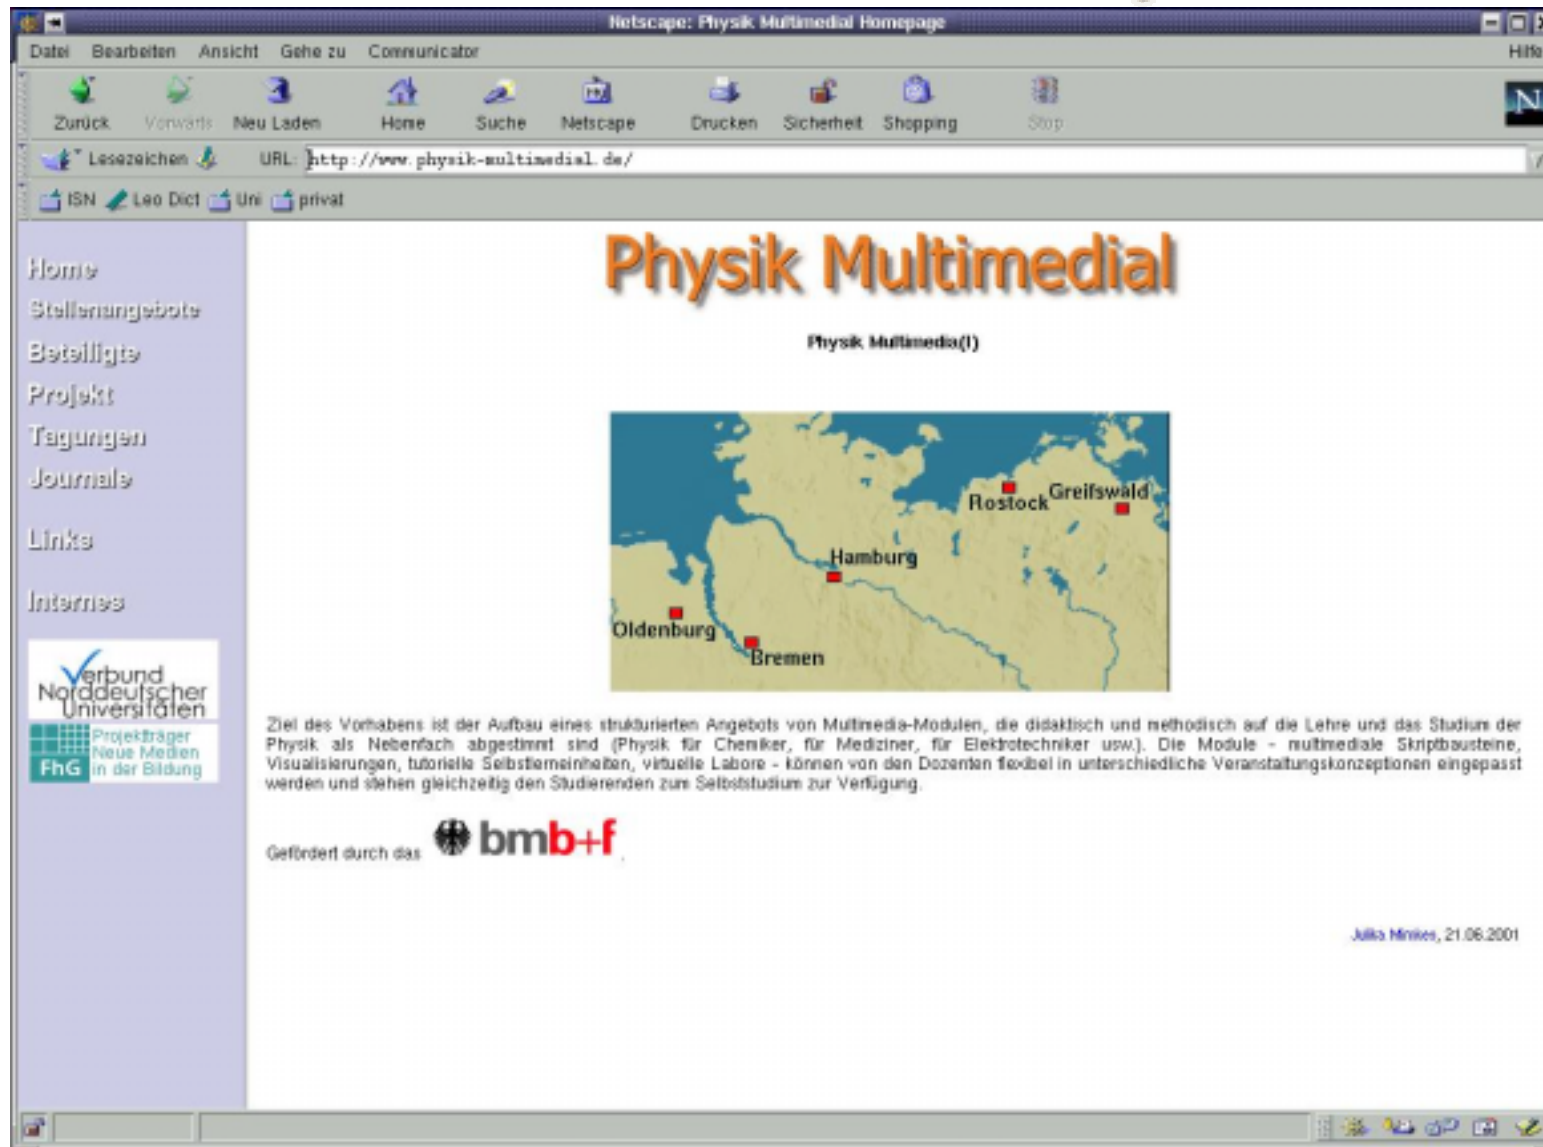 Netscape: Physik Multimedial Homepage
Datei Bearbeiten Ansicht Gehe zu Communicator Hilfe
Zurück Vorwärts Neu Laden Home Suche Netscape Drucken Sicherheit Shopping Stop
N
Lesezeichen URL: http://www.physik-multimedial.de/
ISN Leo Dict Uni privat
Home
Stellenangebote
Beteiligte
Projekt
Tagungen
Journale
Links
Internes
Verbund
Norddeutscher
Universitäten
Projektträger
Neue Medien
FhG in der Bildung
Physik Multimedial
Physik Multimedia(l)
Rostock
Greifswald
Hamburg
Oldenburg
Bremen
Ziel des Vorhabens ist der Aufbau eines strukturierten Angebots von Multimedia-Modulen, die didaktisch und methodisch auf die Lehre und das Studium der
Physik als Nebenfach abgestimmt sind (Physik für Chemiker, für Mediziner, für Elektrotechniker usw.). Die Module - multimediale Skriptbausteine,
Visualisierungen, tutorielle Selbstlerneinheiten, virtuelle Labore - können von den Dozenten flexibel in unterschiedliche Veranstaltungskonzeptionen eingepasst
werden und stehen gleichzeitig den Studierenden zum Selbststudium zur Verfügung.
Gefördert durch das bmb+f.
Julika Mimkes, 21.06.2001